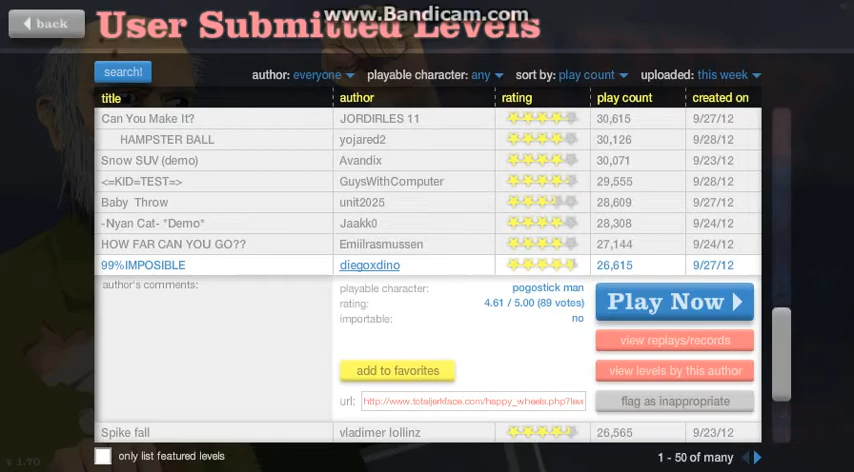 www.Bandicam.com
back
User Submitted Levels
search!
author: everyone playable character: any sort by: play count uploaded: this week
title author rating play count created on
Can You Make It? JORDIRLES 11 30,615 9/27/12
HAMPSTER BALL yojared2 30,126 9/28/12
Snow SUV (demo) Avandix 30,071 9/23/12
<=KID=TEST=> GuysWithComputer 29,555 9/28/12
Baby Throw unit2025 28,609 9/27/12
-Nyan Cat- *Demo* Jaakk0 28,308 9/24/12
HOW FAR CAN YOU GO?? Emiilrasmussen 27,144 9/24/12
99%IMPOSIBLE diegoxdino 26,615 9/27/12
author's comments:
playable character: pogostick man
rating: 4.61 / 5.00 (89 votes)
importable: no
Play Now
view replays/records
add to favorites
view levels by this author
url: http://www.totaljerkface.com/happy_wheels.php?leve
flag as inappropriate
Spike fall vladimer lollinz 26,565 9/23/12
only list featured levels
1 - 50 of many
v 1.70